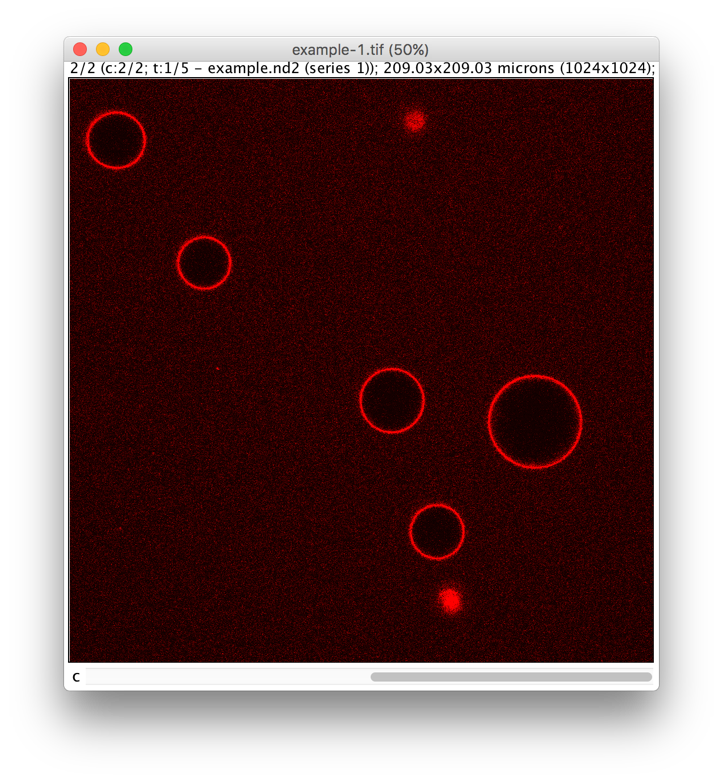 example-1.tif (50%)
2/2 (c:2/2; t:1/5 - example.nd2 (series 1)); 209.03x209.03 microns (1024x1024);
c